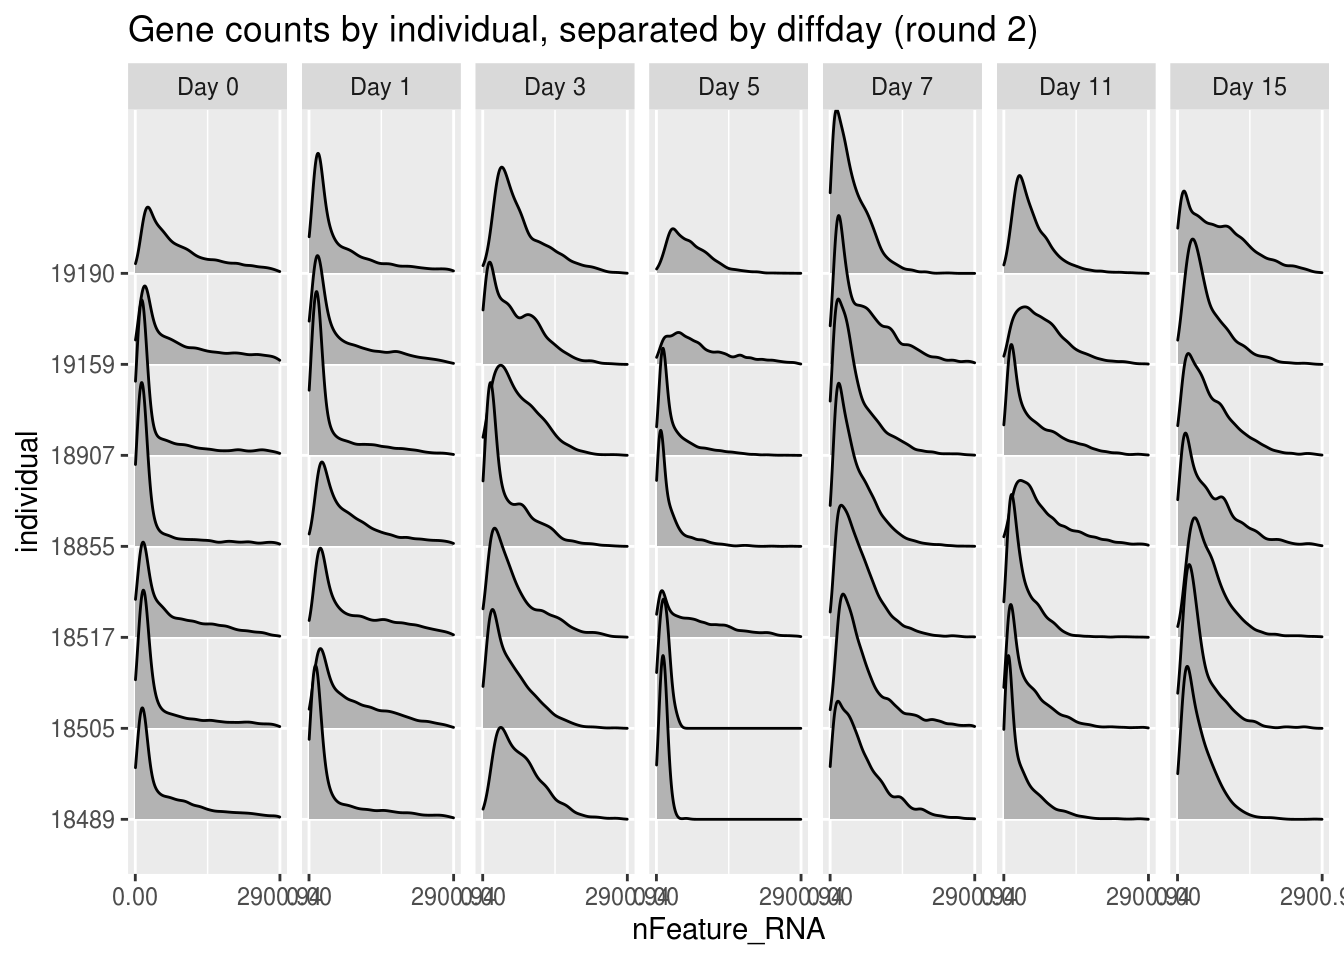 Gene counts by individual, separated by diffday (round 2)
Day 0 Day 1 Day 3 Day 5 Day 7 Day 11 Day 15
19190
19159
18907
18855
18517
18505
18489
individual
0.00
nFeature_RNA